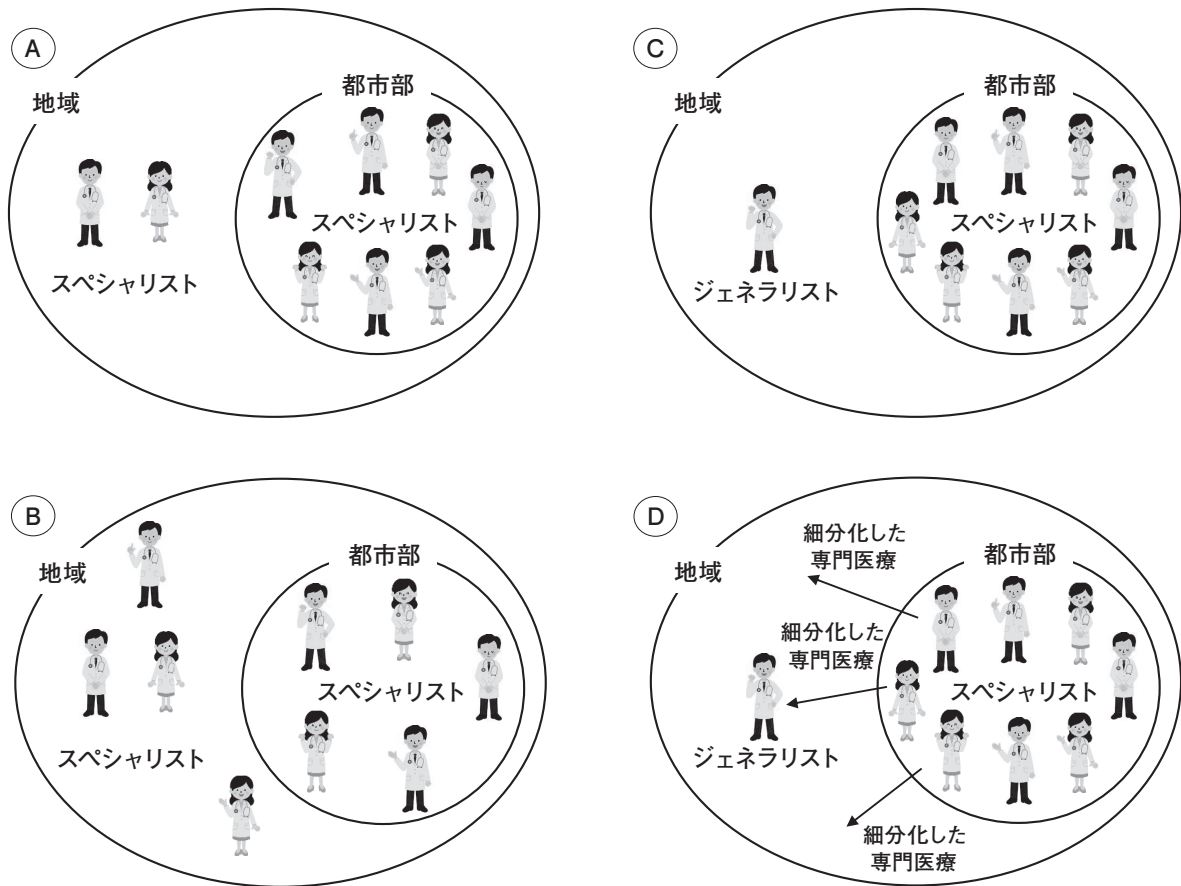 A
地域
都市部
スペシャリスト
スペシャリスト
C
地域
都市部
スペシャリスト
ジェネラリスト
B
地域
都市部
スペシャリスト
スペシャリスト
D
地域
細分化した
専門医療
都市部
細分化した
専門医療
スペシャリスト
ジェネラリスト
細分化した
専門医療